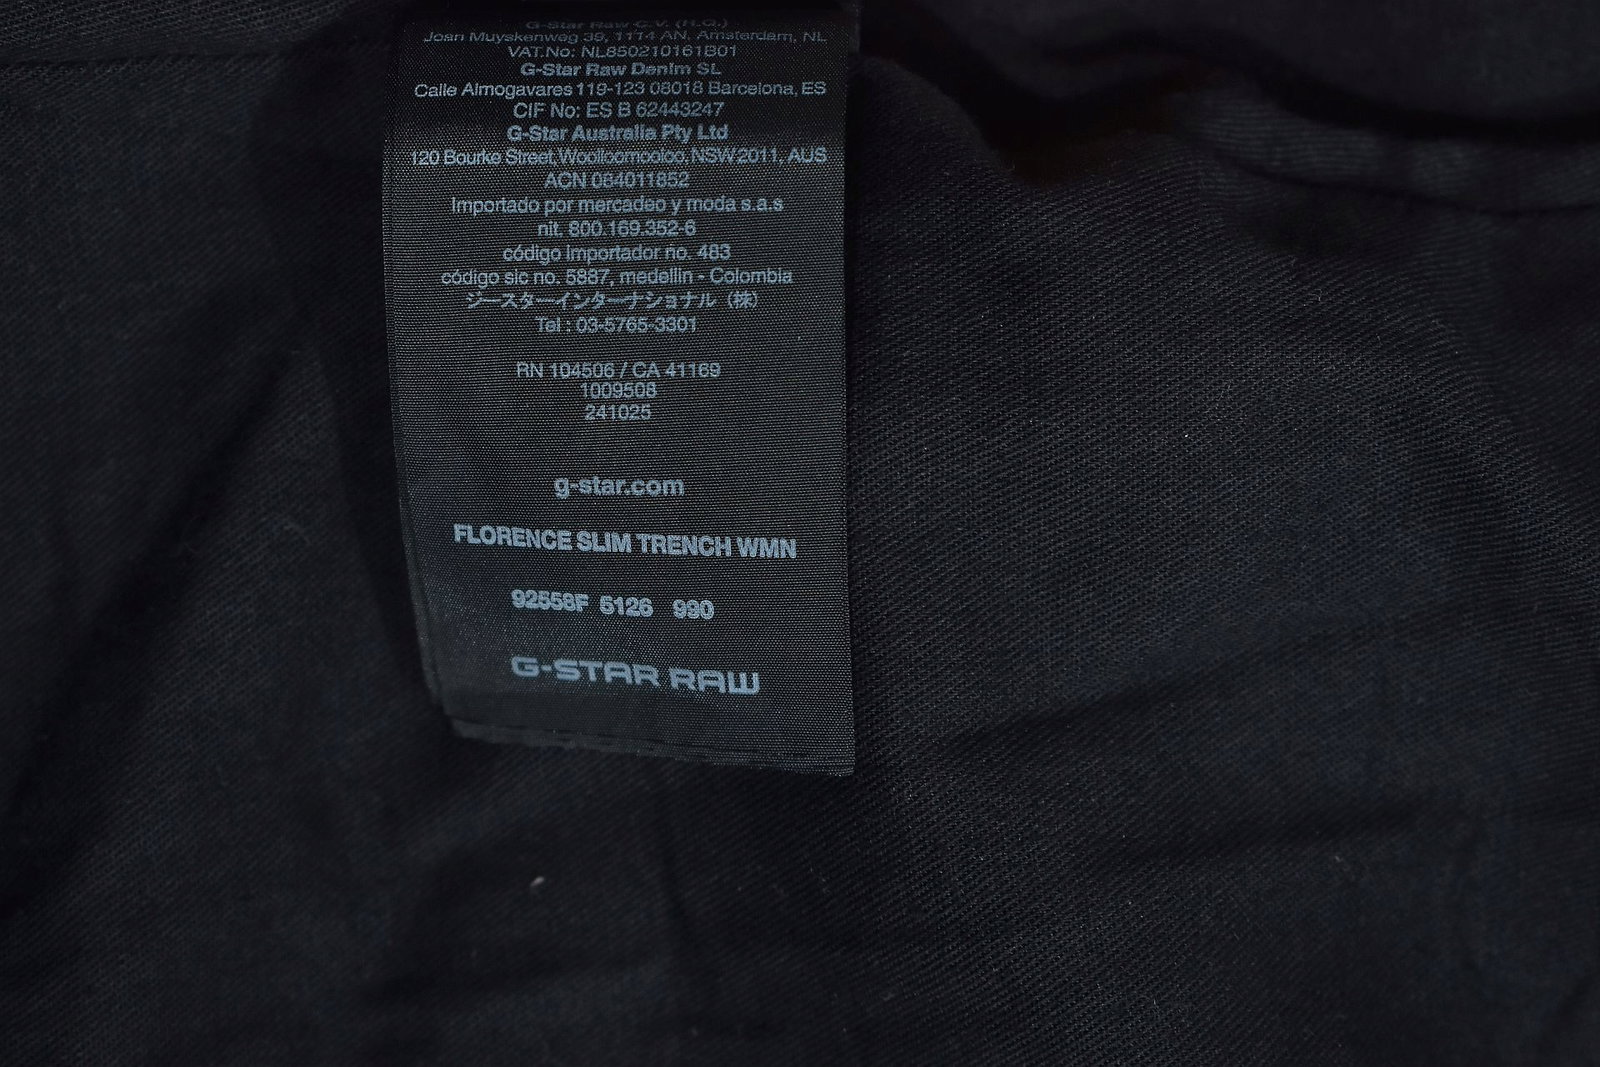 G-Star Raw C.V. (H.Q.)
Joan Muyskenweg 39, 1114 AN, Amsterdam, NL
VAT.No: NL850210161B01
G-Star Raw Denim SL
Calle Almogavares 119-123 08018 Barcelona, ES
CIF No: ES B 62443247
G-Star Australia Pty Ltd
120 Bourke Street, Woolloomooloo, NSW2011, AUS
ACN 084011852
Importado por mercadeo y moda s.a.s
nit. 800.169.352-6
código importador no. 483
código sic no. 5887, medellin - Colombia
ジースターインターナショナル（株）
Tel : 03-5765-3301
RN 104506 / CA 41169
1009508
241025
g-star.com
FLORENCE SLIM TRENCH WMN
92558F 5126 990
G-STAR RAW